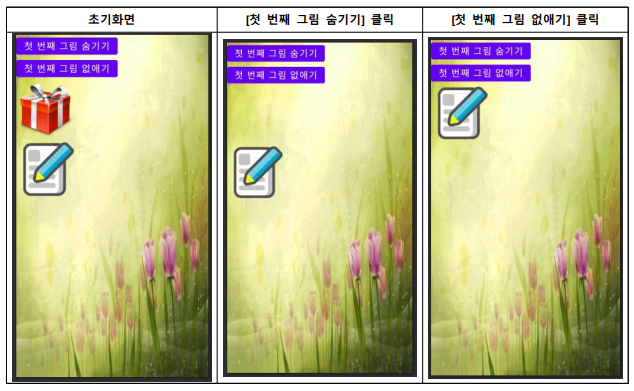 초기화면
[첫 번째 그림 숨기기] 클릭
[첫 번째 그림 없애기] 클릭
첫 번째 그림 숨기기
첫 번째 그림 없애기
첫 번째 그림 숨기기
첫 번째 그림 없애기
첫 번째 그림 숨기기
첫 번째 그림 없애기